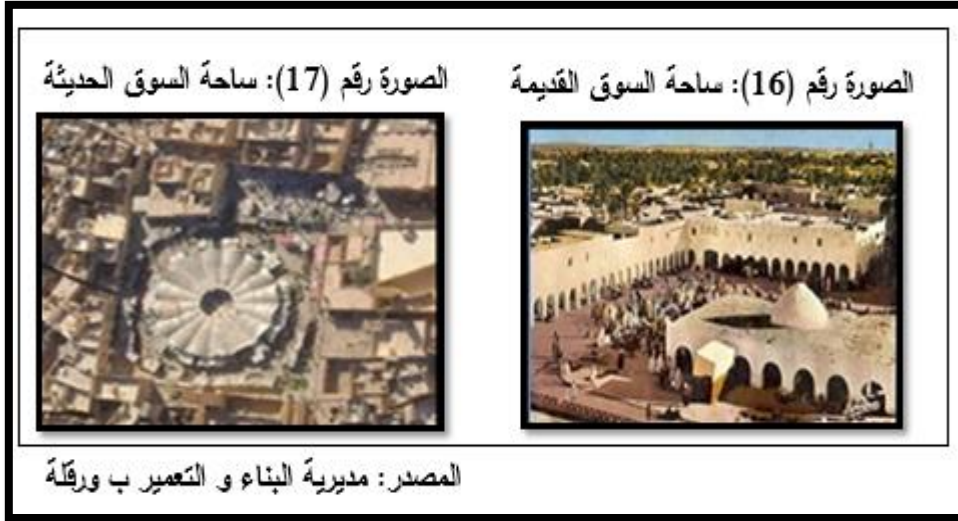 الصورة رقم (16): ساحة السوق القديمة
الصورة رقم (17): ساحة السوق الحديثة
المصدر: مديرية البناء و التعمير ب ورقلة